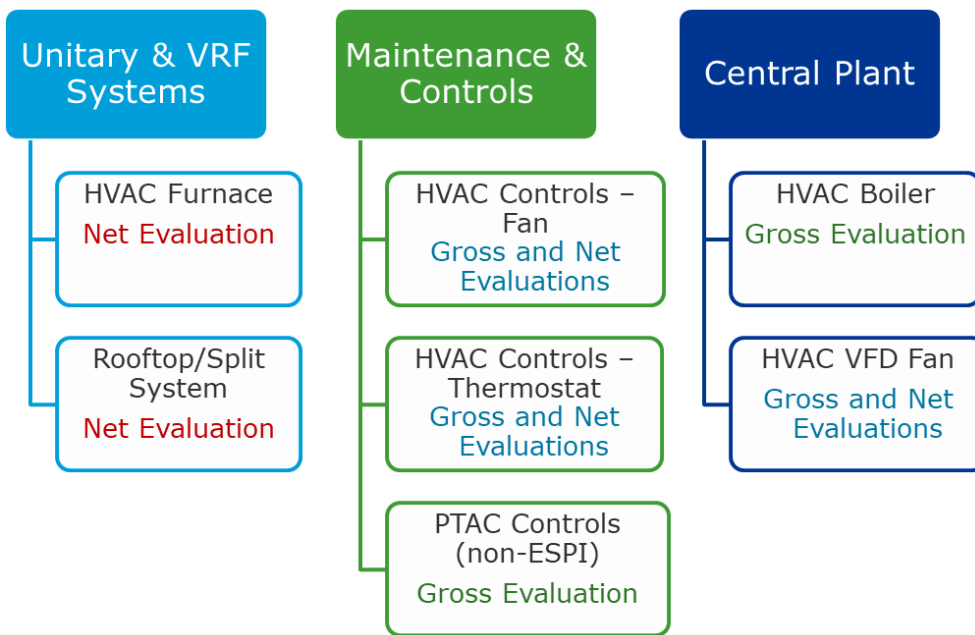 Unitary & VRF
Systems
HVAC Furnace
Net Evaluation
Rooftop/Split
System
Net Evaluation
Maintenance &
Controls
HVAC Controls –
Fan
Gross and Net
Evaluations
HVAC Controls –
Thermostat
Gross and Net
Evaluations
PTAC Controls
(non-ESPI)
Gross Evaluation
Central Plant
HVAC Boiler
Gross Evaluation
HVAC VFD Fan
Gross and Net
Evaluations